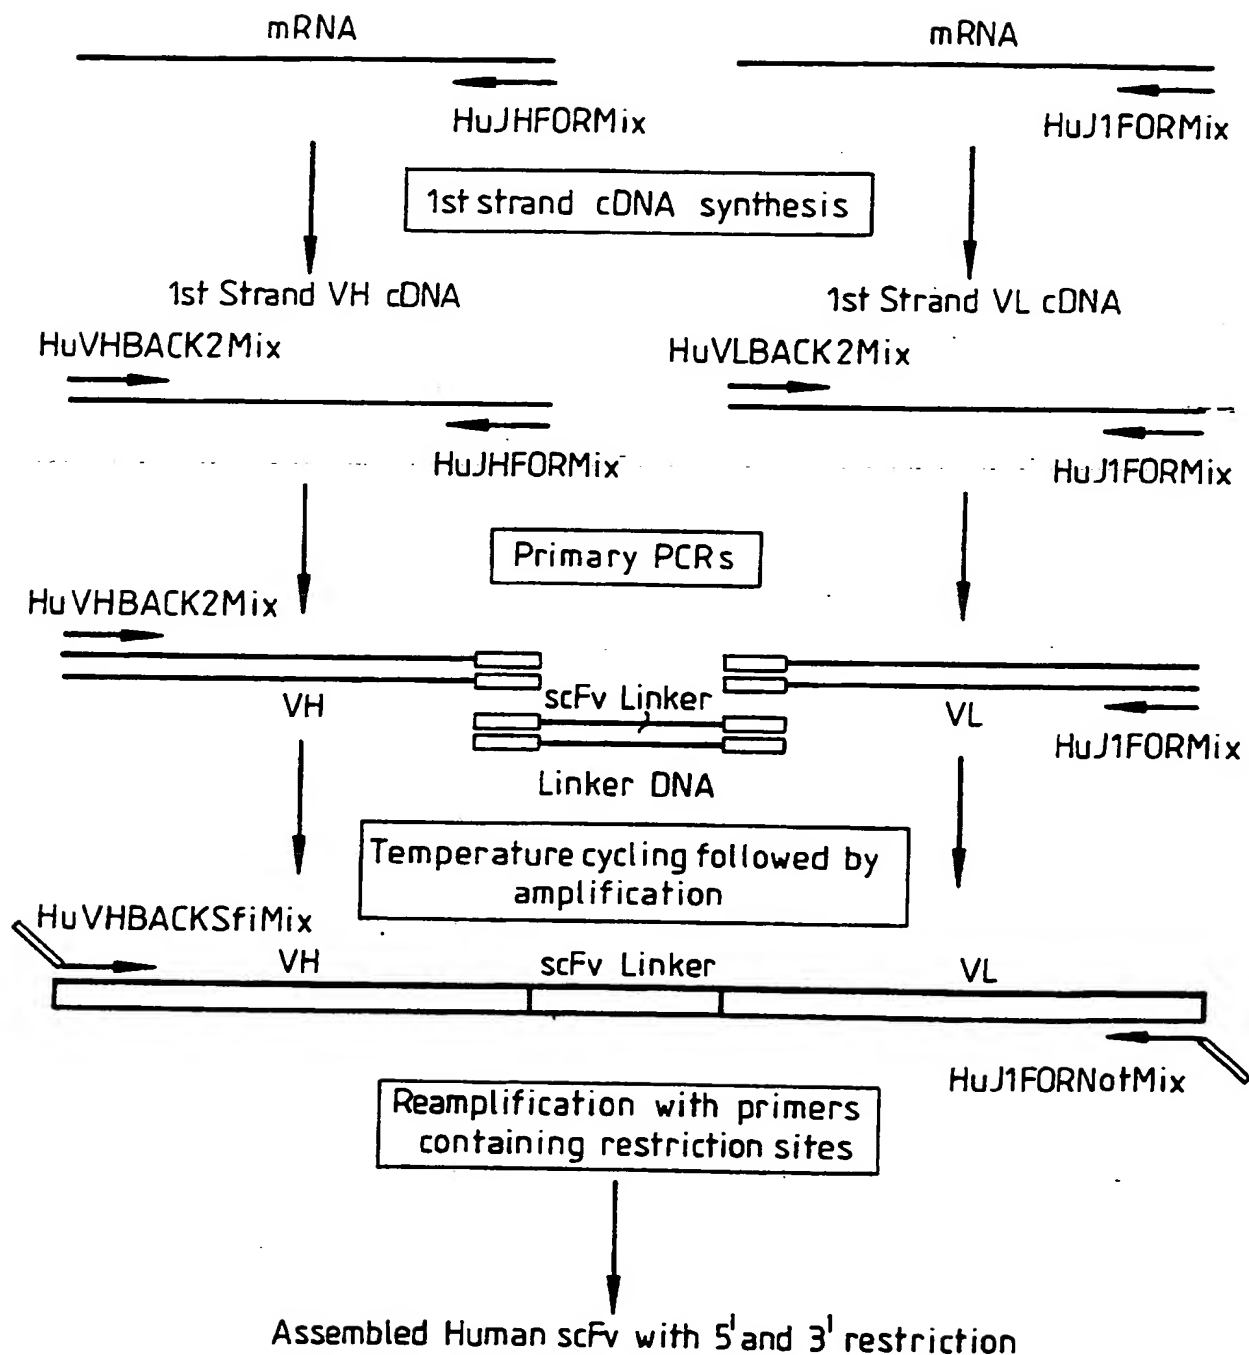 mRNA
mRNA
HuJHFORMix
HuJ1FORMix
1st strand cDNA synthesis
1st Strand VH cDNA
1st Strand VL cDNA
HuVHBACK2Mix
HuVLBACK2Mix
HuJHFORMix
HuJ1FORMix
Primary PCRs
HuVHBACK2Mix
VH
scFv Linker
VL
HuJ1FORMix
Linker DNA
Temperature cycling followed by
amplification
HuVHBACKSfiMix
VH
scFv Linker
VL
HuJ1FORNotMix
Reamplification with primers
containing restriction sites
Assembled Human scFv with 5' and 3' restriction